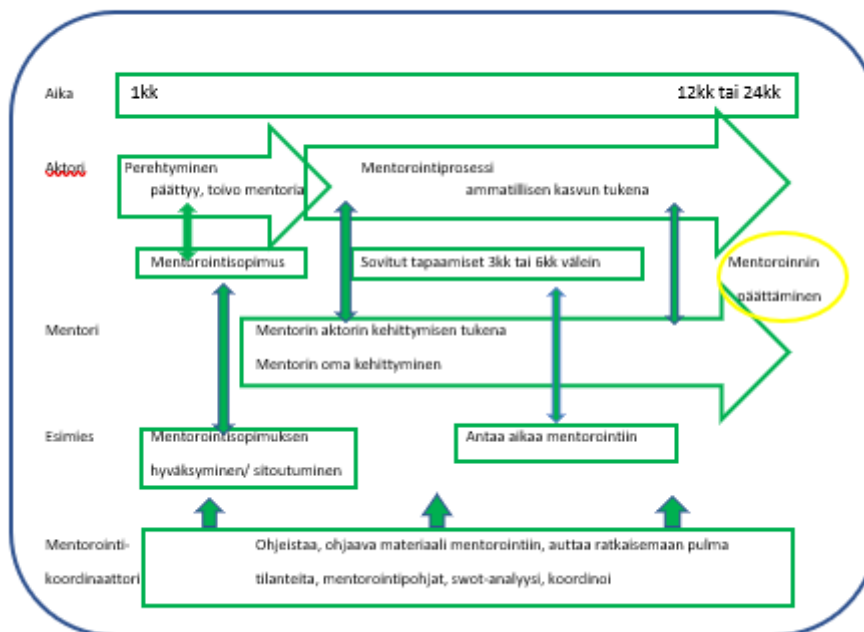 Aika 1kk 12kk tai 24kk
Aktori Perehtyminen Mentorointiprosessi
päättyy, toivo mentoria ammatillisen kasvun tukena
Mentorointisopimus Sovitut tapaamiset 3kk tai 6kk välein Mentoroinnin
päättäminen
Mentori Mentorin aktorin kehittymisen tukena
Mentorin oma kehittyminen
Esimies Mentorointisopimuksen Antaa aikaa mentorointiin
hyväksyminen/ sitoutuminen
Mentorointi- Ohjeistaa, ohjaava materiaali mentorointiin, auttaa ratkaisemaan pulma
koordinaattori tilanteita, mentorointipohjat, swot-analyysi, koordinoi